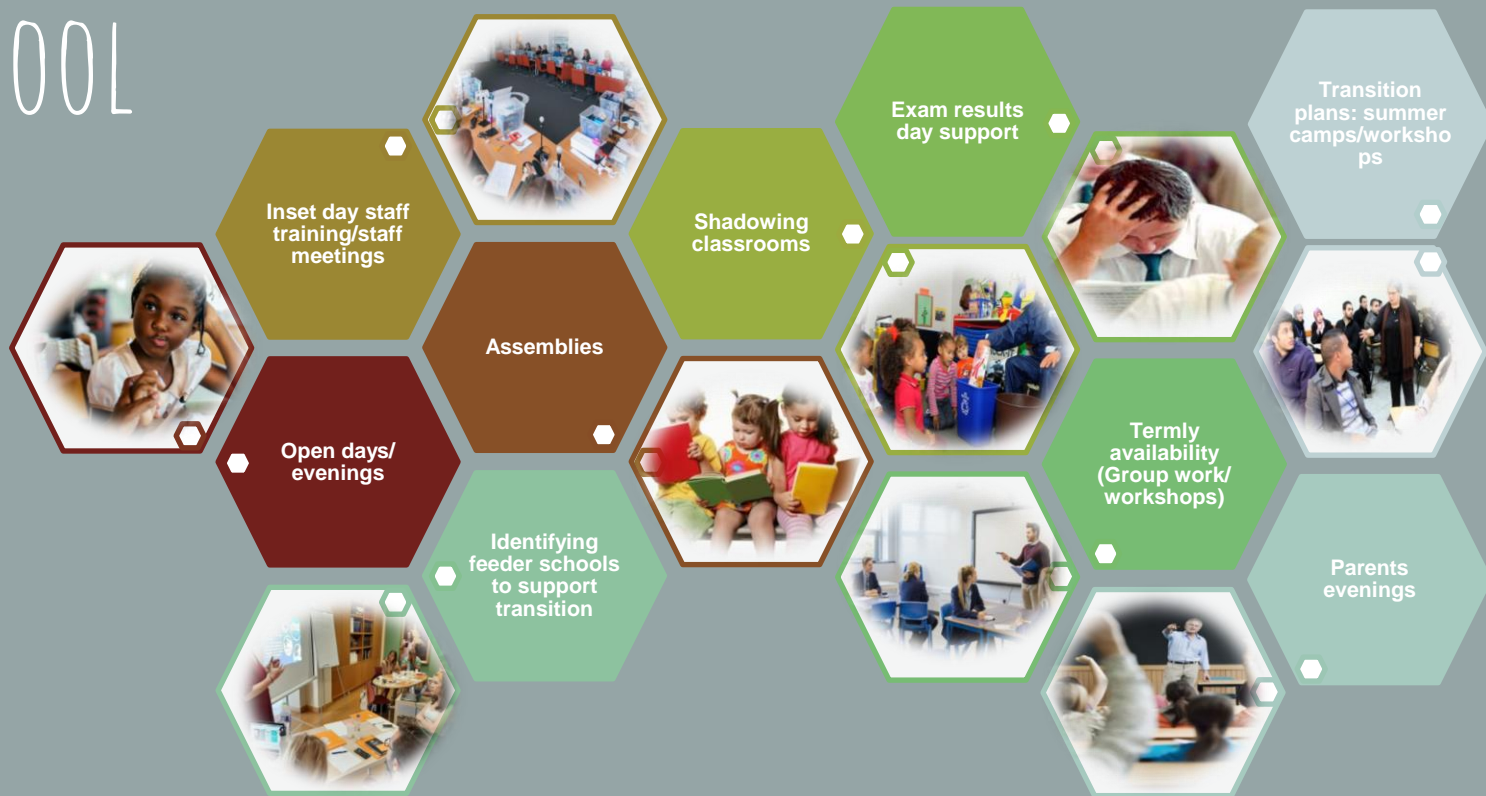 OOL
Inset day staff
training/staff
meetings
Open days/
evenings
Assemblies
Identifying
feeder schools
to support
transition
Shadowing
classrooms
Exam results
day support
Termly
availability
(Group work/
workshops)
Transition
plans: summer
camps/worksho
ps
Parents
evenings